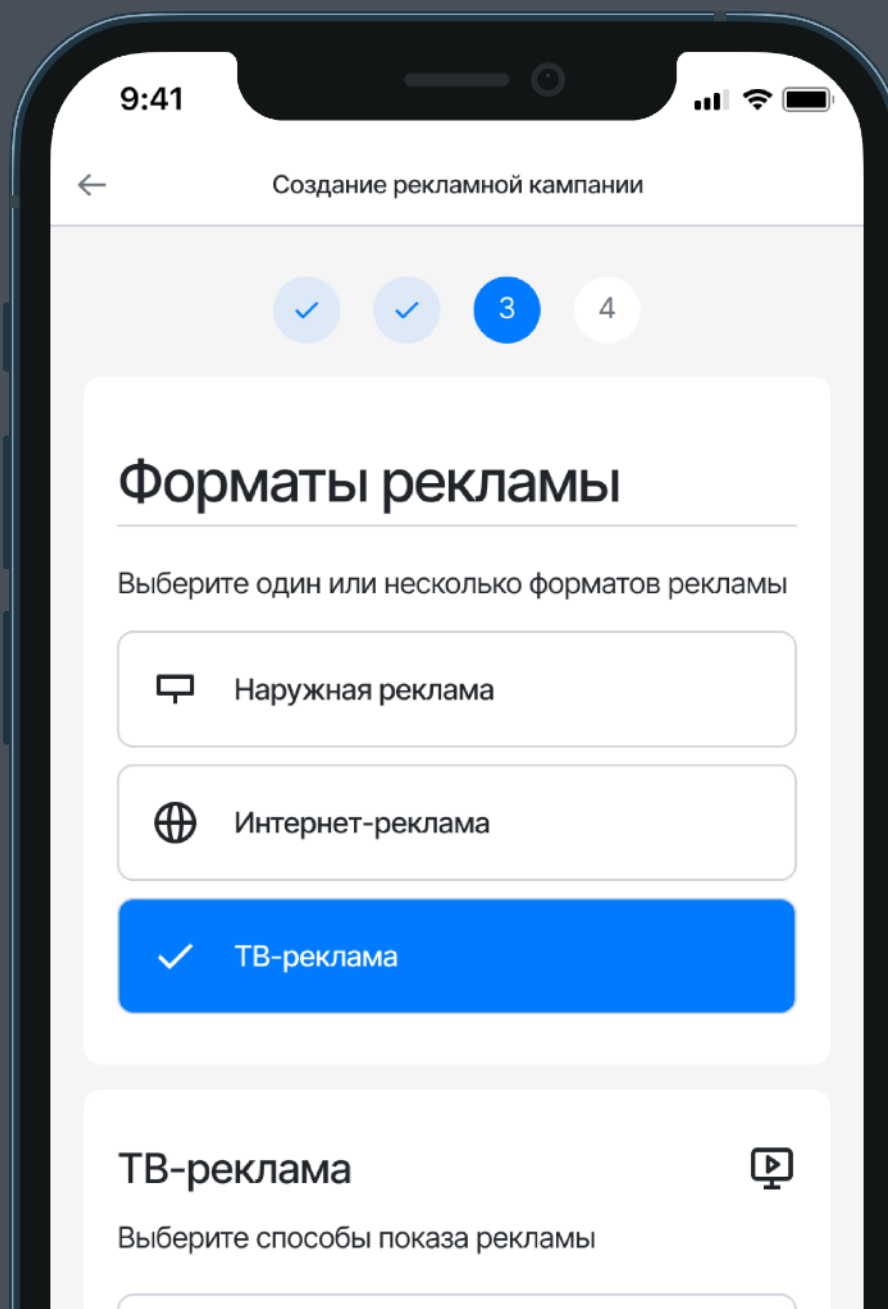 9:41
Создание рекламной кампании
3 4
Форматы рекламы
Выберите один или несколько форматов рекламы
Наружная реклама
Интернет-реклама
ТВ-реклама
ТВ-реклама
Выберите способы показа рекламы